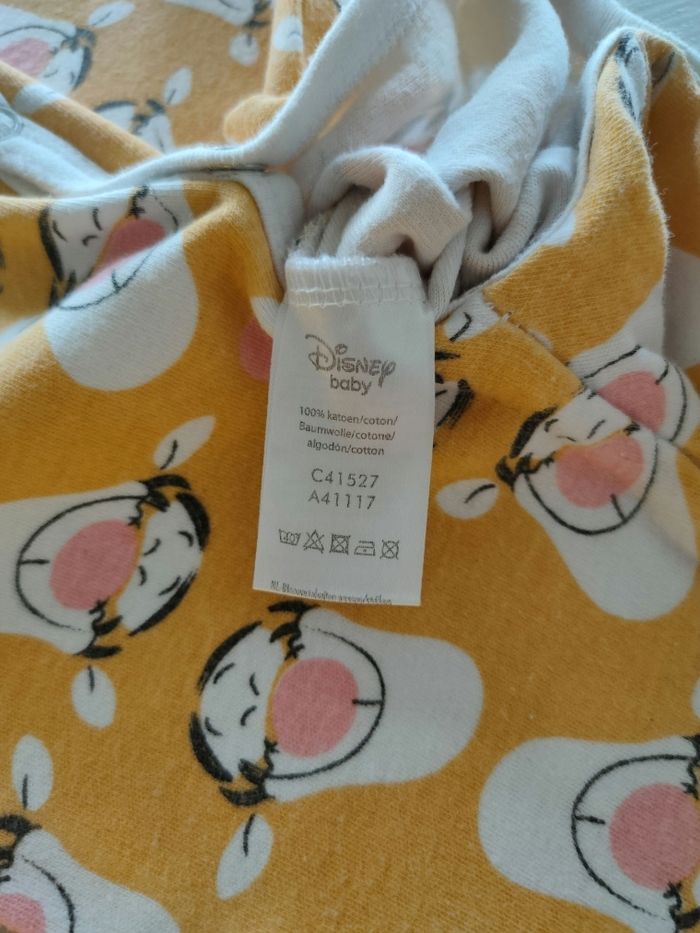 Disney
baby
100% katoen/coton/
Baumwolle/cotone/
algodón/cotton
C41527
A41117